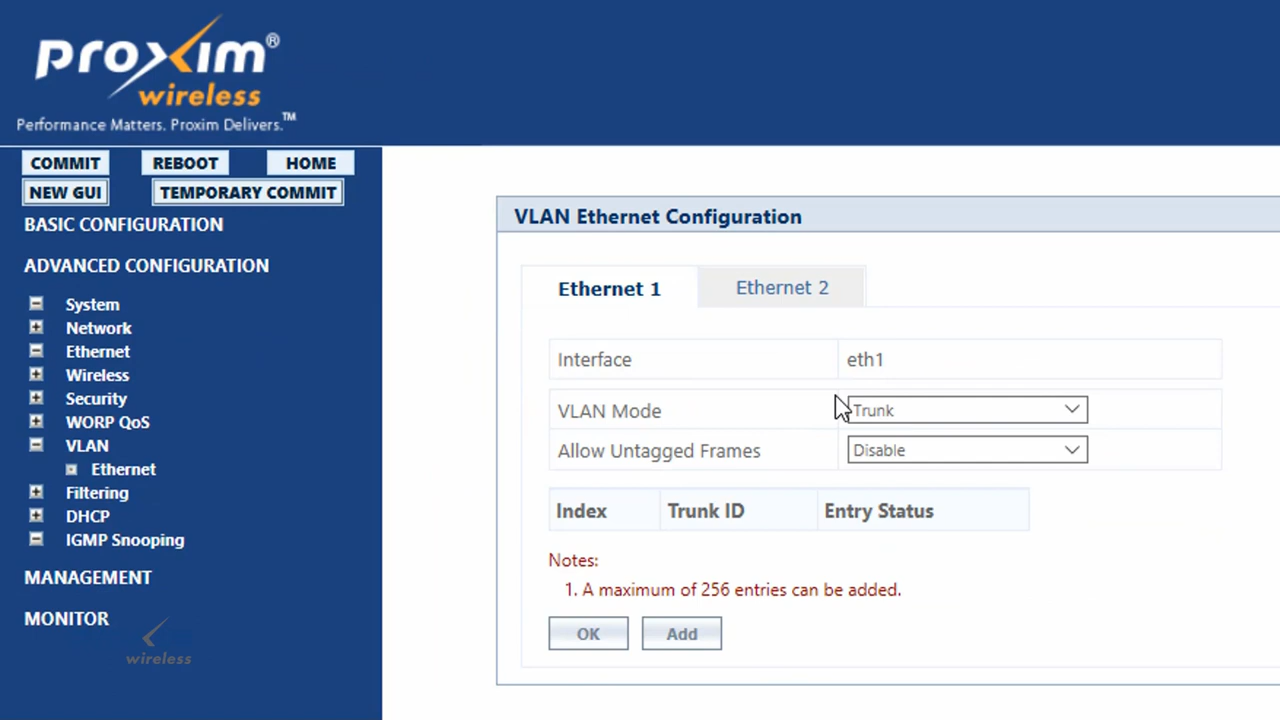 proxim®
wireless
Performance Matters. Proxim Delivers.™
COMMIT REBOOT HOME
NEW GUI TEMPORARY COMMIT
BASIC CONFIGURATION
ADVANCED CONFIGURATION
System
Network
Ethernet
Wireless
Security
WORP QoS
VLAN
Ethernet
Filtering
DHCP
IGMP Snooping
MANAGEMENT
MONITOR
wireless
VLAN Ethernet Configuration
Ethernet 1 Ethernet 2
Interface eth1
VLAN Mode Trunk
Allow Untagged Frames Disable
Index Trunk ID Entry Status
Notes:
1. A maximum of 256 entries can be added.
OK Add